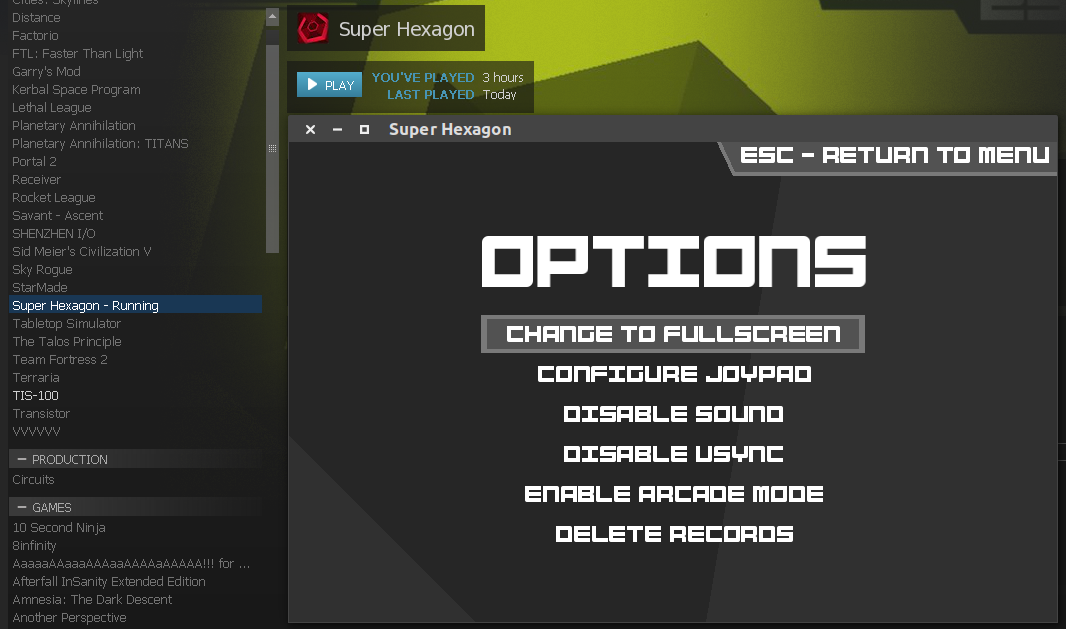 Cities: Skylines
Distance
Factorio
FTL: Faster Than Light
Garry's Mod
Kerbal Space Program
Lethal League
Planetary Annihilation
Planetary Annihilation: TITANS
Portal 2
Receiver
Rocket League
Savant - Ascent
SHENZHEN I/O
Sid Meier's Civilization V
Sky Rogue
StarMade
Super Hexagon - Running
Tabletop Simulator
The Talos Principle
Team Fortress 2
Terraria
TIS-100
Transistor
VVVVVV
— PRODUCTION
Circuits
— GAMES
10 Second Ninja
8infinity
AaaaaAAaaaAAAaaAAAAaAAAAA!!! for ...
Afterfall InSanity Extended Edition
Amnesia: The Dark Descent
Another Perspective
Super Hexagon
PLAY
YOU'VE PLAYED 3 hours
LAST PLAYED Today
Super Hexagon
ESC - RETURN TO MENU
OPTIONS
CHANGE TO FULLSCREEN
CONFIGURE JOYPAD
DISABLE SOUND
DISABLE VSYNC
ENABLE ARCADE MODE
DELETE RECORDS